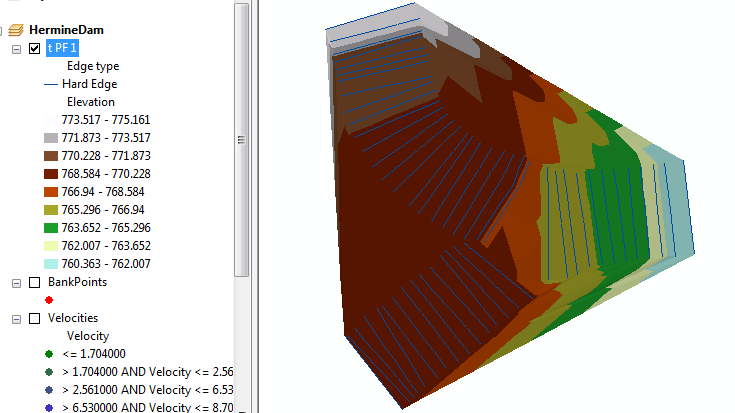 HermineDam
t PF 1
Edge type
Hard Edge
Elevation
773.517 - 775.161
871.873 - 773.517
770.228 - 771.873
768.584 - 770.228
766.94 - 768.584
765.296 - 766.94
763.652 - 765.296
762.007 - 763.652
760.363 - 762.007
BankPoints
Velocities
Velocity
<= 1.704000
> 1.704000 AND Velocity <= 2.56
> 2.561000 AND Velocity <= 6.53
> 6.530000 AND Velocity <= 8.70